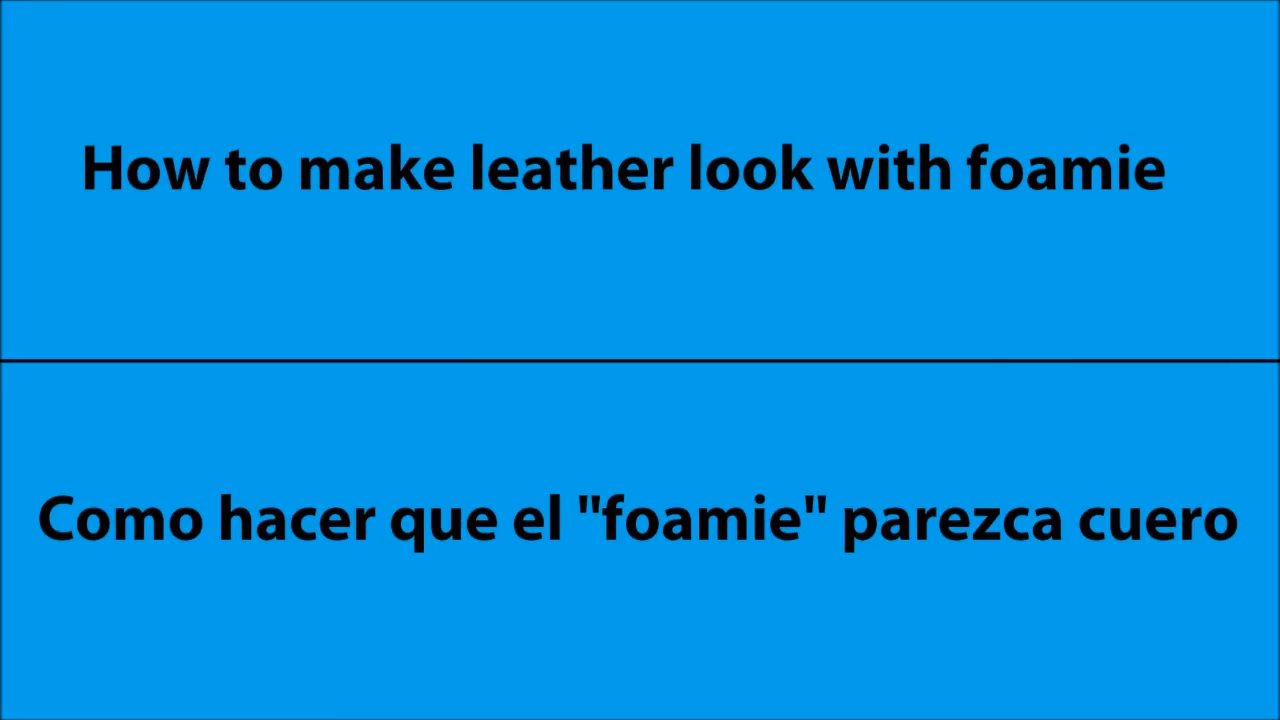 How to make leather look with foamie
Como hacer que el "foamie" parezca cuero